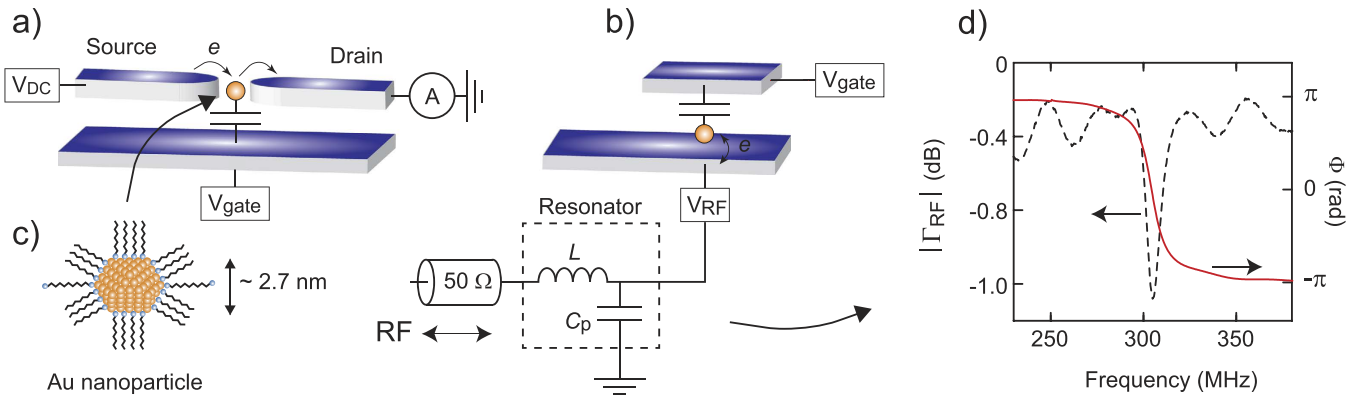 a)
Source
e
Drain
V_DC
A
V_gate
b)
V_gate
e
V_RF
Resonator
L
50 Ω
C_p
RF
c)
~ 2.7 nm
Au nanoparticle
d)
0
-0.4
-0.8
-1.0
|Γ_RF| (dB)
π
0
-π
Φ (rad)
250
300
350
Frequency (MHz)